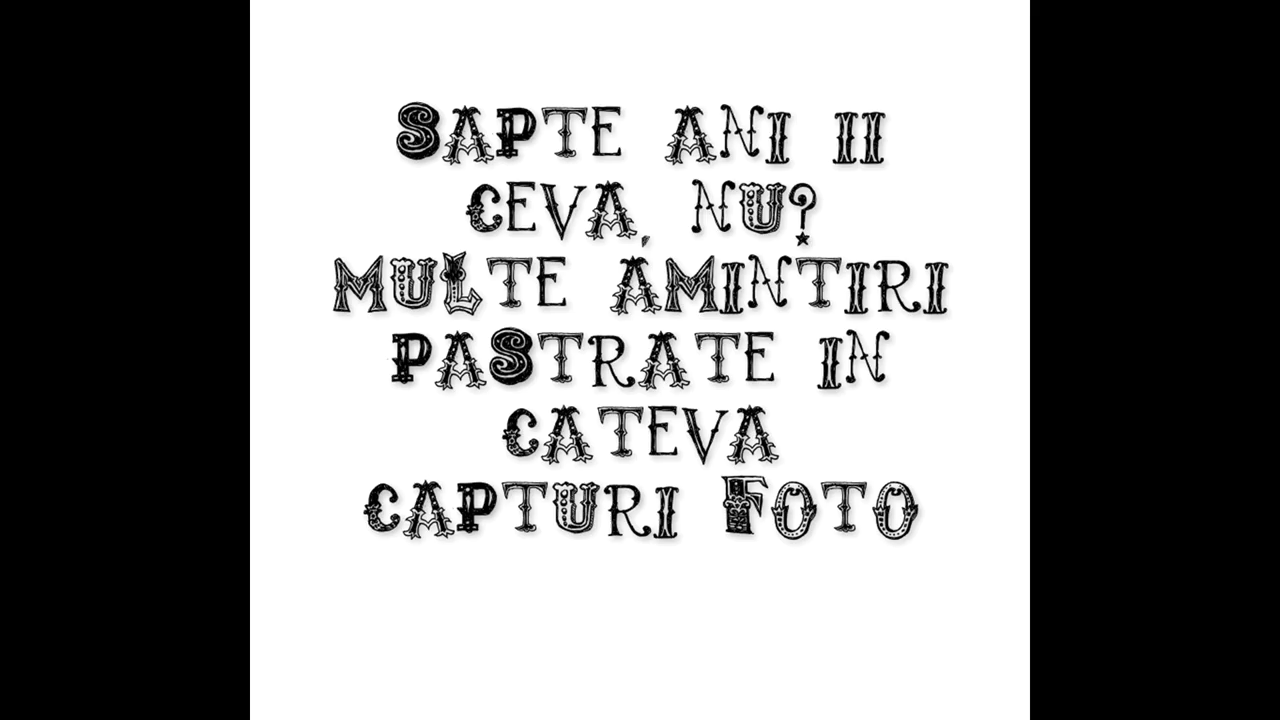 SAPTE ANI II
CEVA, NU?
MULTE AMINTIRI
PASTRATE IN
CATEVA
CAPTURI FOTO